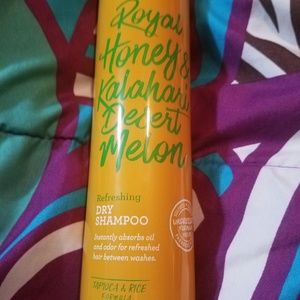 Royal
Honey &
Kalahari
Desert
Melon
Refreshing
DRY
SHAMPOO
Instantly absorbs oil
and odor for refreshed
hair between washes.
TAPIOCA & RICE
FORMULA